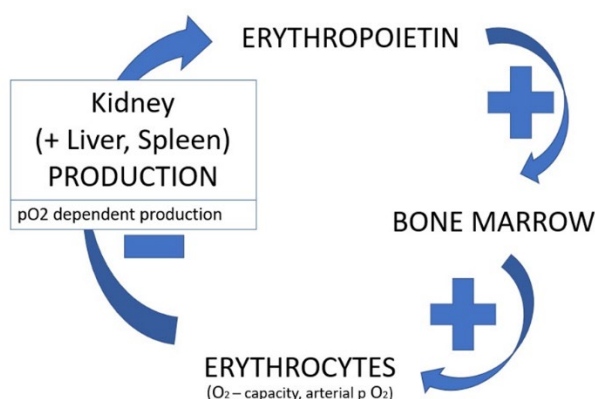 ERYTHROPOIETIN
Kidney
(+ Liver, Spleen)
PRODUCTION
pO2 dependent production
BONE MARROW
ERYTHROCYTES
(O₂ – capacity, arterial p O₂)